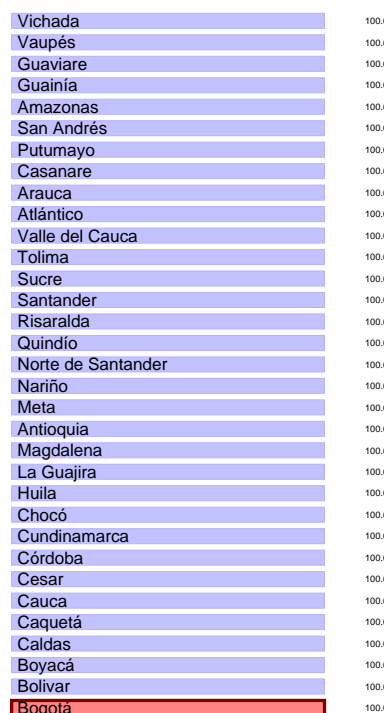 Vichada 100.
Vaupés 100.
Guaviare 100.
Guainía 100.
Amazonas 100.
San Andrés 100.
Putumayo 100.
Casanare 100.
Arauca 100.
Atlántico 100.
Valle del Cauca 100.
Tolima 100.
Sucre 100.
Santander 100.
Risaralda 100.
Quindío 100.
Norte de Santander 100.
Nariño 100.
Meta 100.
Antioquia 100.
Magdalena 100.
La Guajira 100.
Huila 100.
Chocó 100.
Cundinamarca 100.
Córdoba 100.
Cesar 100.
Cauca 100.
Caquetá 100.
Caldas 100.
Boyacá 100.
Bolivar 100.
Bogotá 100.